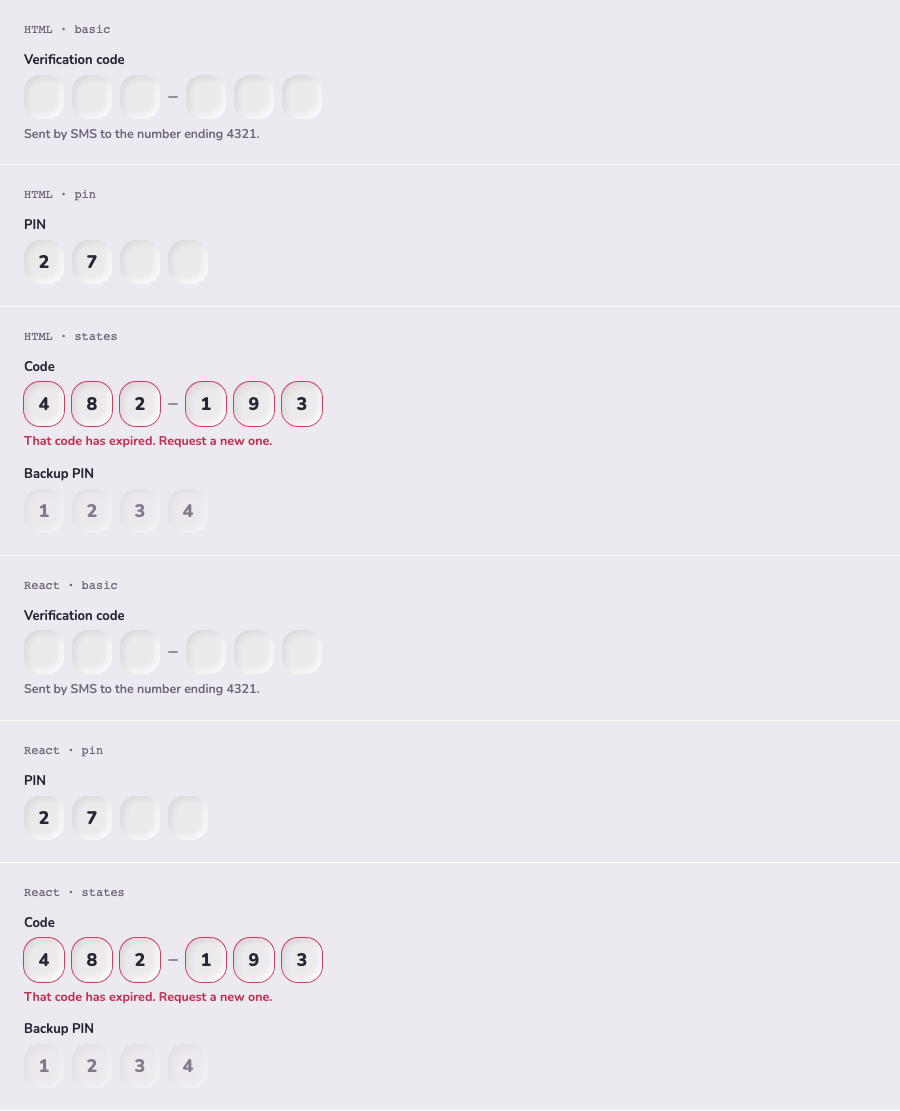 HTML · basic
Verification code
–
Sent by SMS to the number ending 4321.
HTML · pin
PIN
2 7
HTML · states
Code
4 8 2 – 1 9 3
That code has expired. Request a new one.
Backup PIN
1 2 3 4
React · basic
Verification code
–
Sent by SMS to the number ending 4321.
React · pin
PIN
2 7
React · states
Code
4 8 2 – 1 9 3
That code has expired. Request a new one.
Backup PIN
1 2 3 4